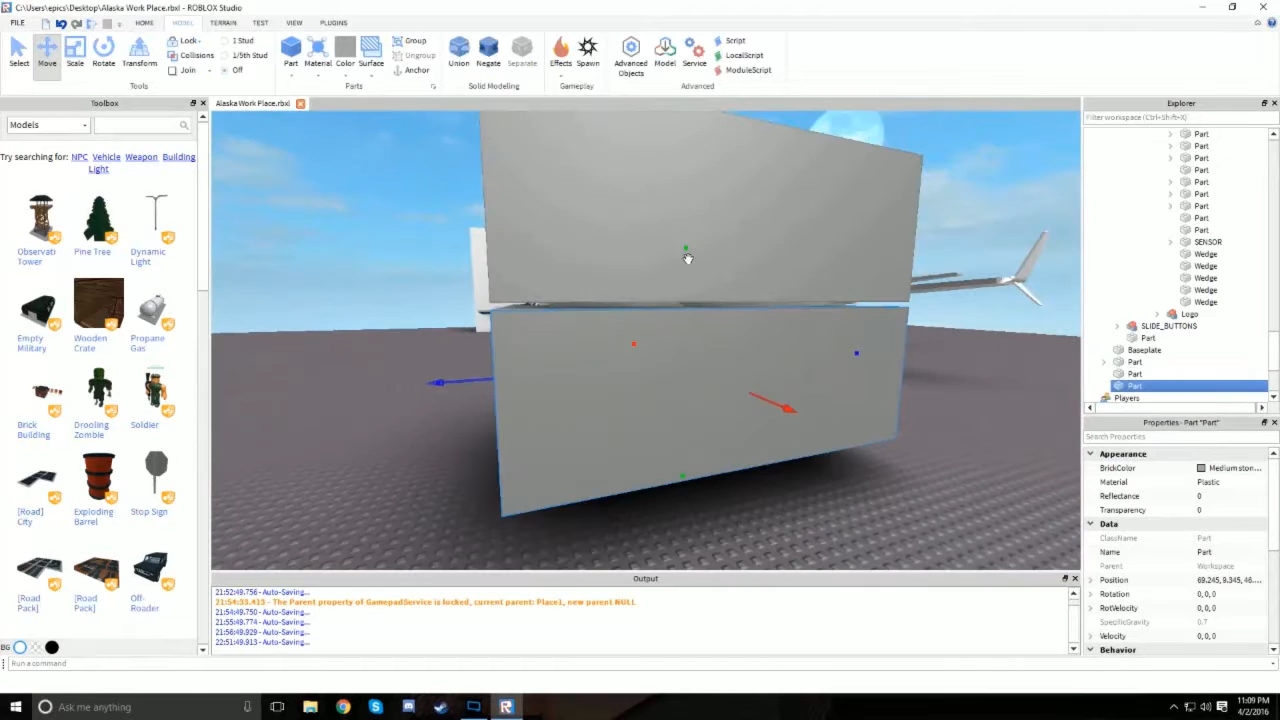 C:\Users\epics\Desktop\Alaska Work Place.rbxl - ROBLOX Studio
FILE HOME MODEL TERRAIN TEST VIEW PLUGINS
Select Move Scale Rotate Transform
Lock
Collisions
Join
1 Stud
1/5th Stud
Off
Tools
Part Material Color Surface
Group
Ungroup
Anchor
Parts
Union Negate Separate
Solid Modeling
Effects Spawn
Gameplay
Advanced Objects
Model Service
Script
LocalScript
ModuleScript
Advanced
Toolbox
Models
Try searching for: NPC Vehicle Weapon Building
Light
Observati Tower
Pine Tree
Dynamic Light
Empty Military
Wooden Crate
Propane Gas
Brick Building
Drooling Zombie
Soldier
[Road] City
Exploding Barrel
Stop Sign
[Road Pack]
[Road Pack]
Off-Roader
BG
Run a command
Alaska Work Place.rbxl
Output
21:52:49.756 - Auto-Saving...
21:54:33.413 - The Parent property of GamepadService is locked, current parent: Place1, new parent NULL
21:54:49.750 - Auto-Saving...
21:55:49.774 - Auto-Saving...
21:56:49.929 - Auto-Saving...
22:51:49.913 - Auto-Saving...
Explorer
Filter workspace (Ctrl+Shift+X)
Part
Part
Part
Part
Part
Part
Part
Part
Part
SENSOR
Wedge
Wedge
Wedge
Wedge
Wedge
Logo
SLIDE_BUTTONS
Part
Baseplate
Part
Part
Part
Players
Properties - Part "Part"
Search Properties
Appearance
BrickColor Medium ston...
Material Plastic
Reflectance 0
Transparency 0
Data
ClassName Part
Name Part
Parent Workspace
Position 69.245, 9.345, 46....
Rotation 0, 0, 0
RotVelocity 0, 0, 0
SpecificGravity 0.7
Velocity 0, 0, 0
Behavior
Ask me anything
11:09 PM
4/2/2016